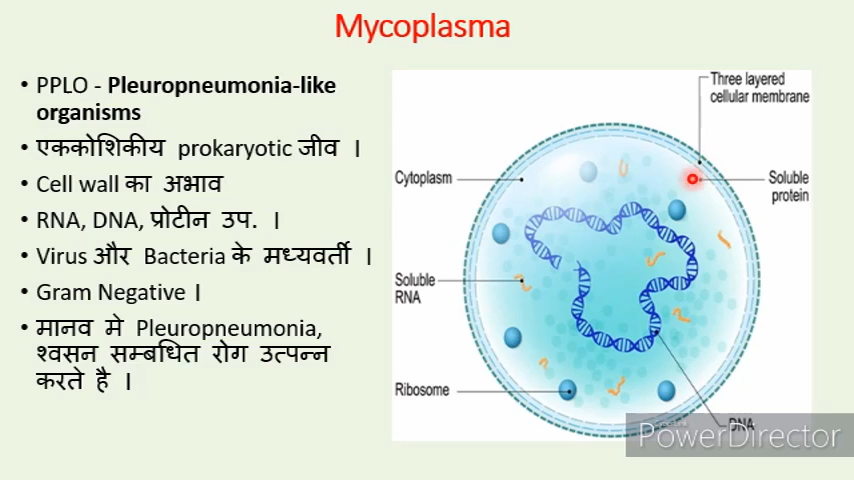 Mycoplasma
• PPLO - Pleuropneumonia-like
organisms
• एककोशिकीय prokaryotic जीव ।
• Cell wall का अभाव
• RNA, DNA, प्रोटीन उप. ।
• Virus और Bacteria के मध्यवर्ती ।
• Gram Negative ।
• मानव मे Pleuropneumonia,
श्वसन सम्बधित रोग उत्पन्न
करते है ।
Three layered
cellular membrane
Cytoplasm
Soluble
protein
Soluble
RNA
Ribosome
DNA
PowerDirector